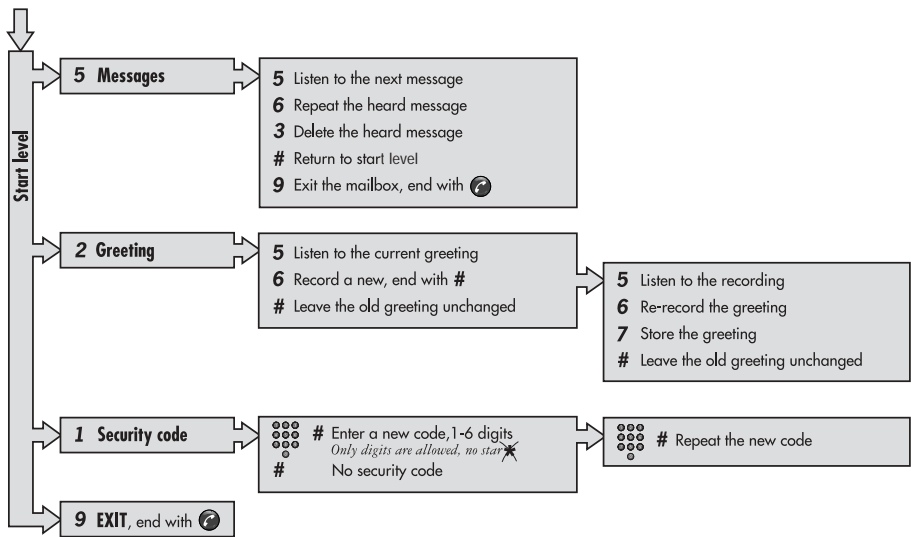 Start level
5 Messages
5 Listen to the next message
6 Repeat the heard message
3 Delete the heard message
# Return to start level
9 Exit the mailbox, end with
2 Greeting
5 Listen to the current greeting
6 Record a new, end with #
# Leave the old greeting unchanged
5 Listen to the recording
6 Re-record the greeting
7 Store the greeting
# Leave the old greeting unchanged
1 Security code
# Enter a new code,1-6 digits
Only digits are allowed, no star *
# No security code
# Repeat the new code
9 EXIT, end with